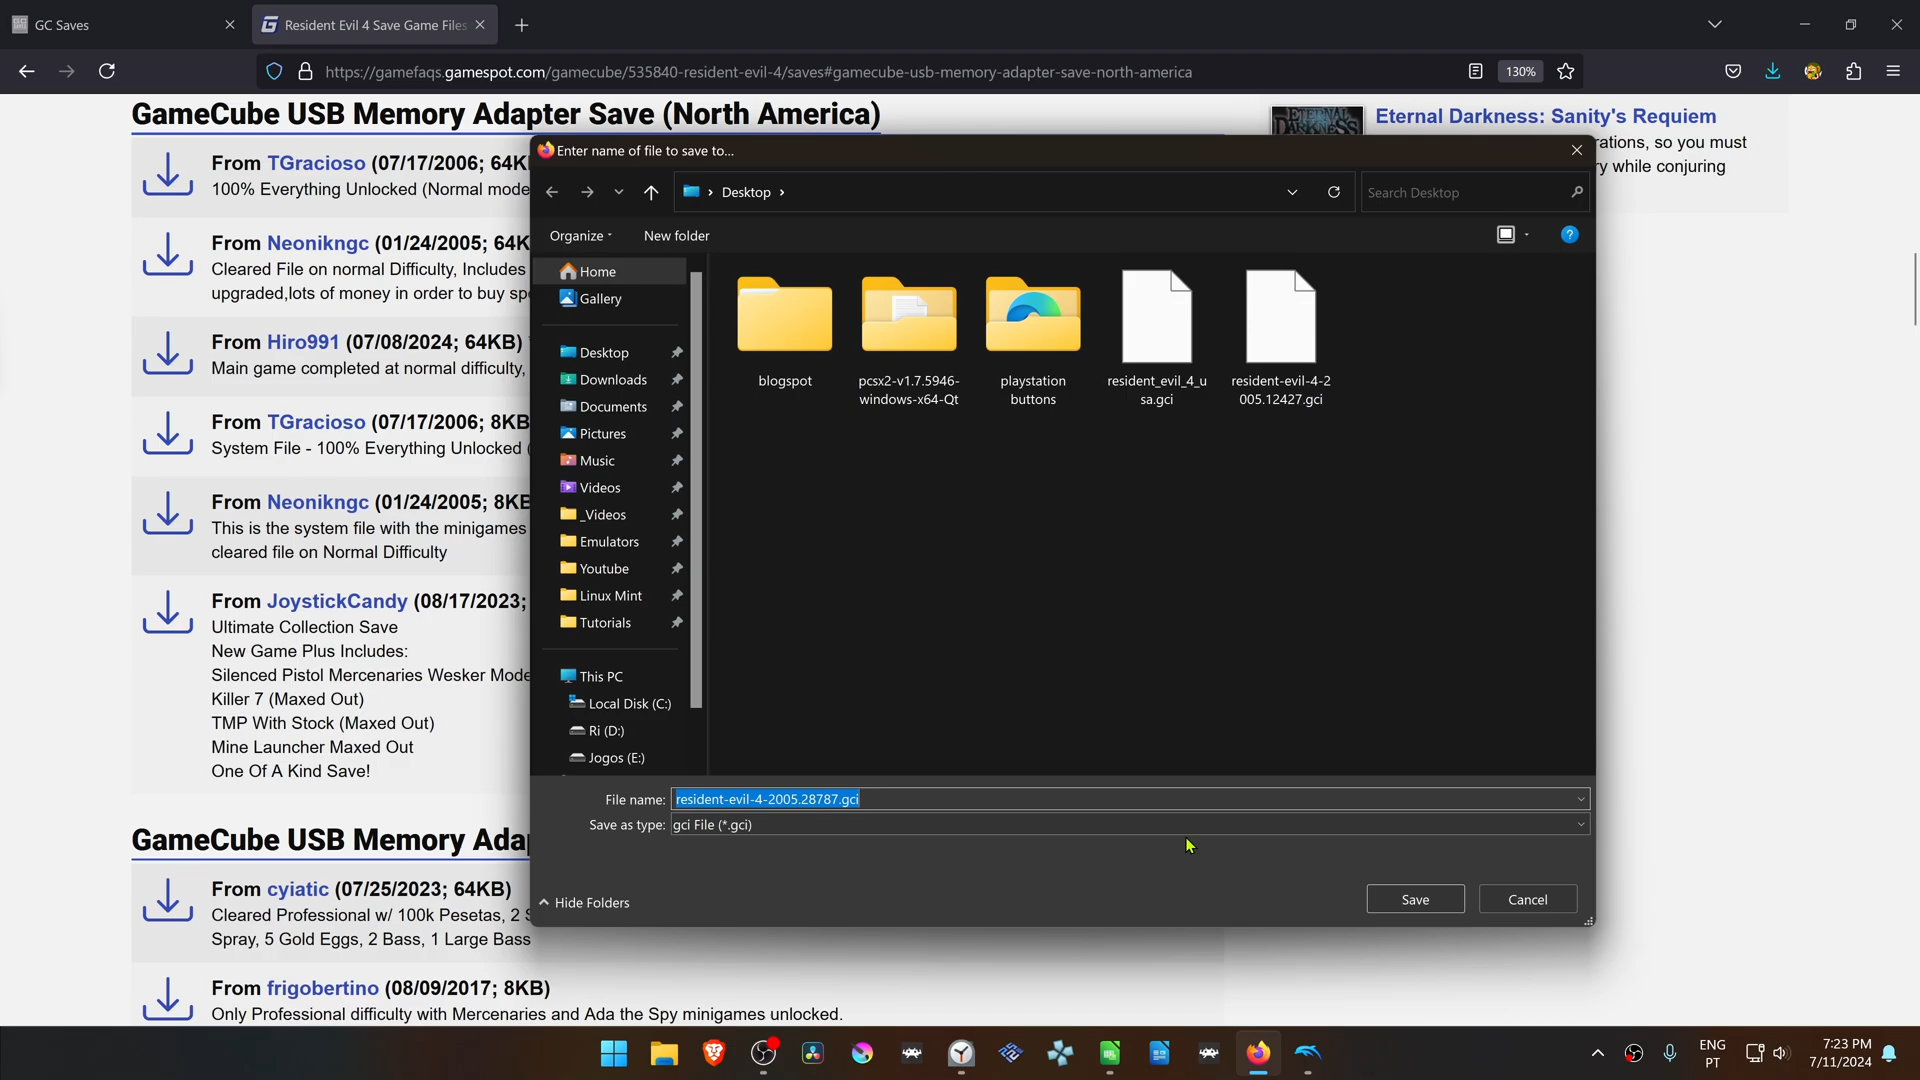 GC Saves
Resident Evil 4 Save Game Files
https://gamefaqs.gamespot.com/gamecube/535840-resident-evil-4/saves#gamecube-usb-memory-adapter-save-north-america
130%
GameCube USB Memory Adapter Save (North America)
From TGracioso (07/17/2006; 64K
100% Everything Unlocked (Normal mode
From Neonikngc (01/24/2005; 64K
Cleared File on normal Difficulty, Includes
upgraded,lots of money in order to buy sp
From Hiro991 (07/08/2024; 64KB)
Main game completed at normal difficulty,
From TGracioso (07/17/2006; 8KB
System File - 100% Everything Unlocked (
From Neonikngc (01/24/2005; 8KB
This is the system file with the minigames
cleared file on Normal Difficulty
From JoystickCandy (08/17/2023;
Ultimate Collection Save
New Game Plus Includes:
Silenced Pistol Mercenaries Wesker Mode
Killer 7 (Maxed Out)
TMP With Stock (Maxed Out)
Mine Launcher Maxed Out
One Of A Kind Save!
GameCube USB Memory Ada
From cyiatic (07/25/2023; 64KB)
Cleared Professional w/ 100k Pesetas, 2 S
Spray, 5 Gold Eggs, 2 Bass, 1 Large Bass
From frigobertino (08/09/2017; 8KB)
Only Professional difficulty with Mercenaries and Ada the Spy minigames unlocked.
ETERNAL
DARKNESS
Eternal Darkness: Sanity's Requiem
rations, so you must
ry while conjuring
Enter name of file to save to...
Desktop
Search Desktop
Organize
New folder
?
Home
Gallery
Desktop
Downloads
Documents
Pictures
Music
Videos
_Videos
Emulators
Youtube
Linux Mint
Tutorials
This PC
Local Disk (C:)
Ri (D:)
Jogos (E:)
blogspot
pcsx2-v1.7.5946-
windows-x64-Qt
playstation
buttons
resident_evil_4_u
sa.gci
resident-evil-4-2
005.12427.gci
File name: resident-evil-4-2005.28787.gci
Save as type: gci File (*.gci)
Hide Folders
Save
Cancel
ENG
PT
7:23 PM
7/11/2024